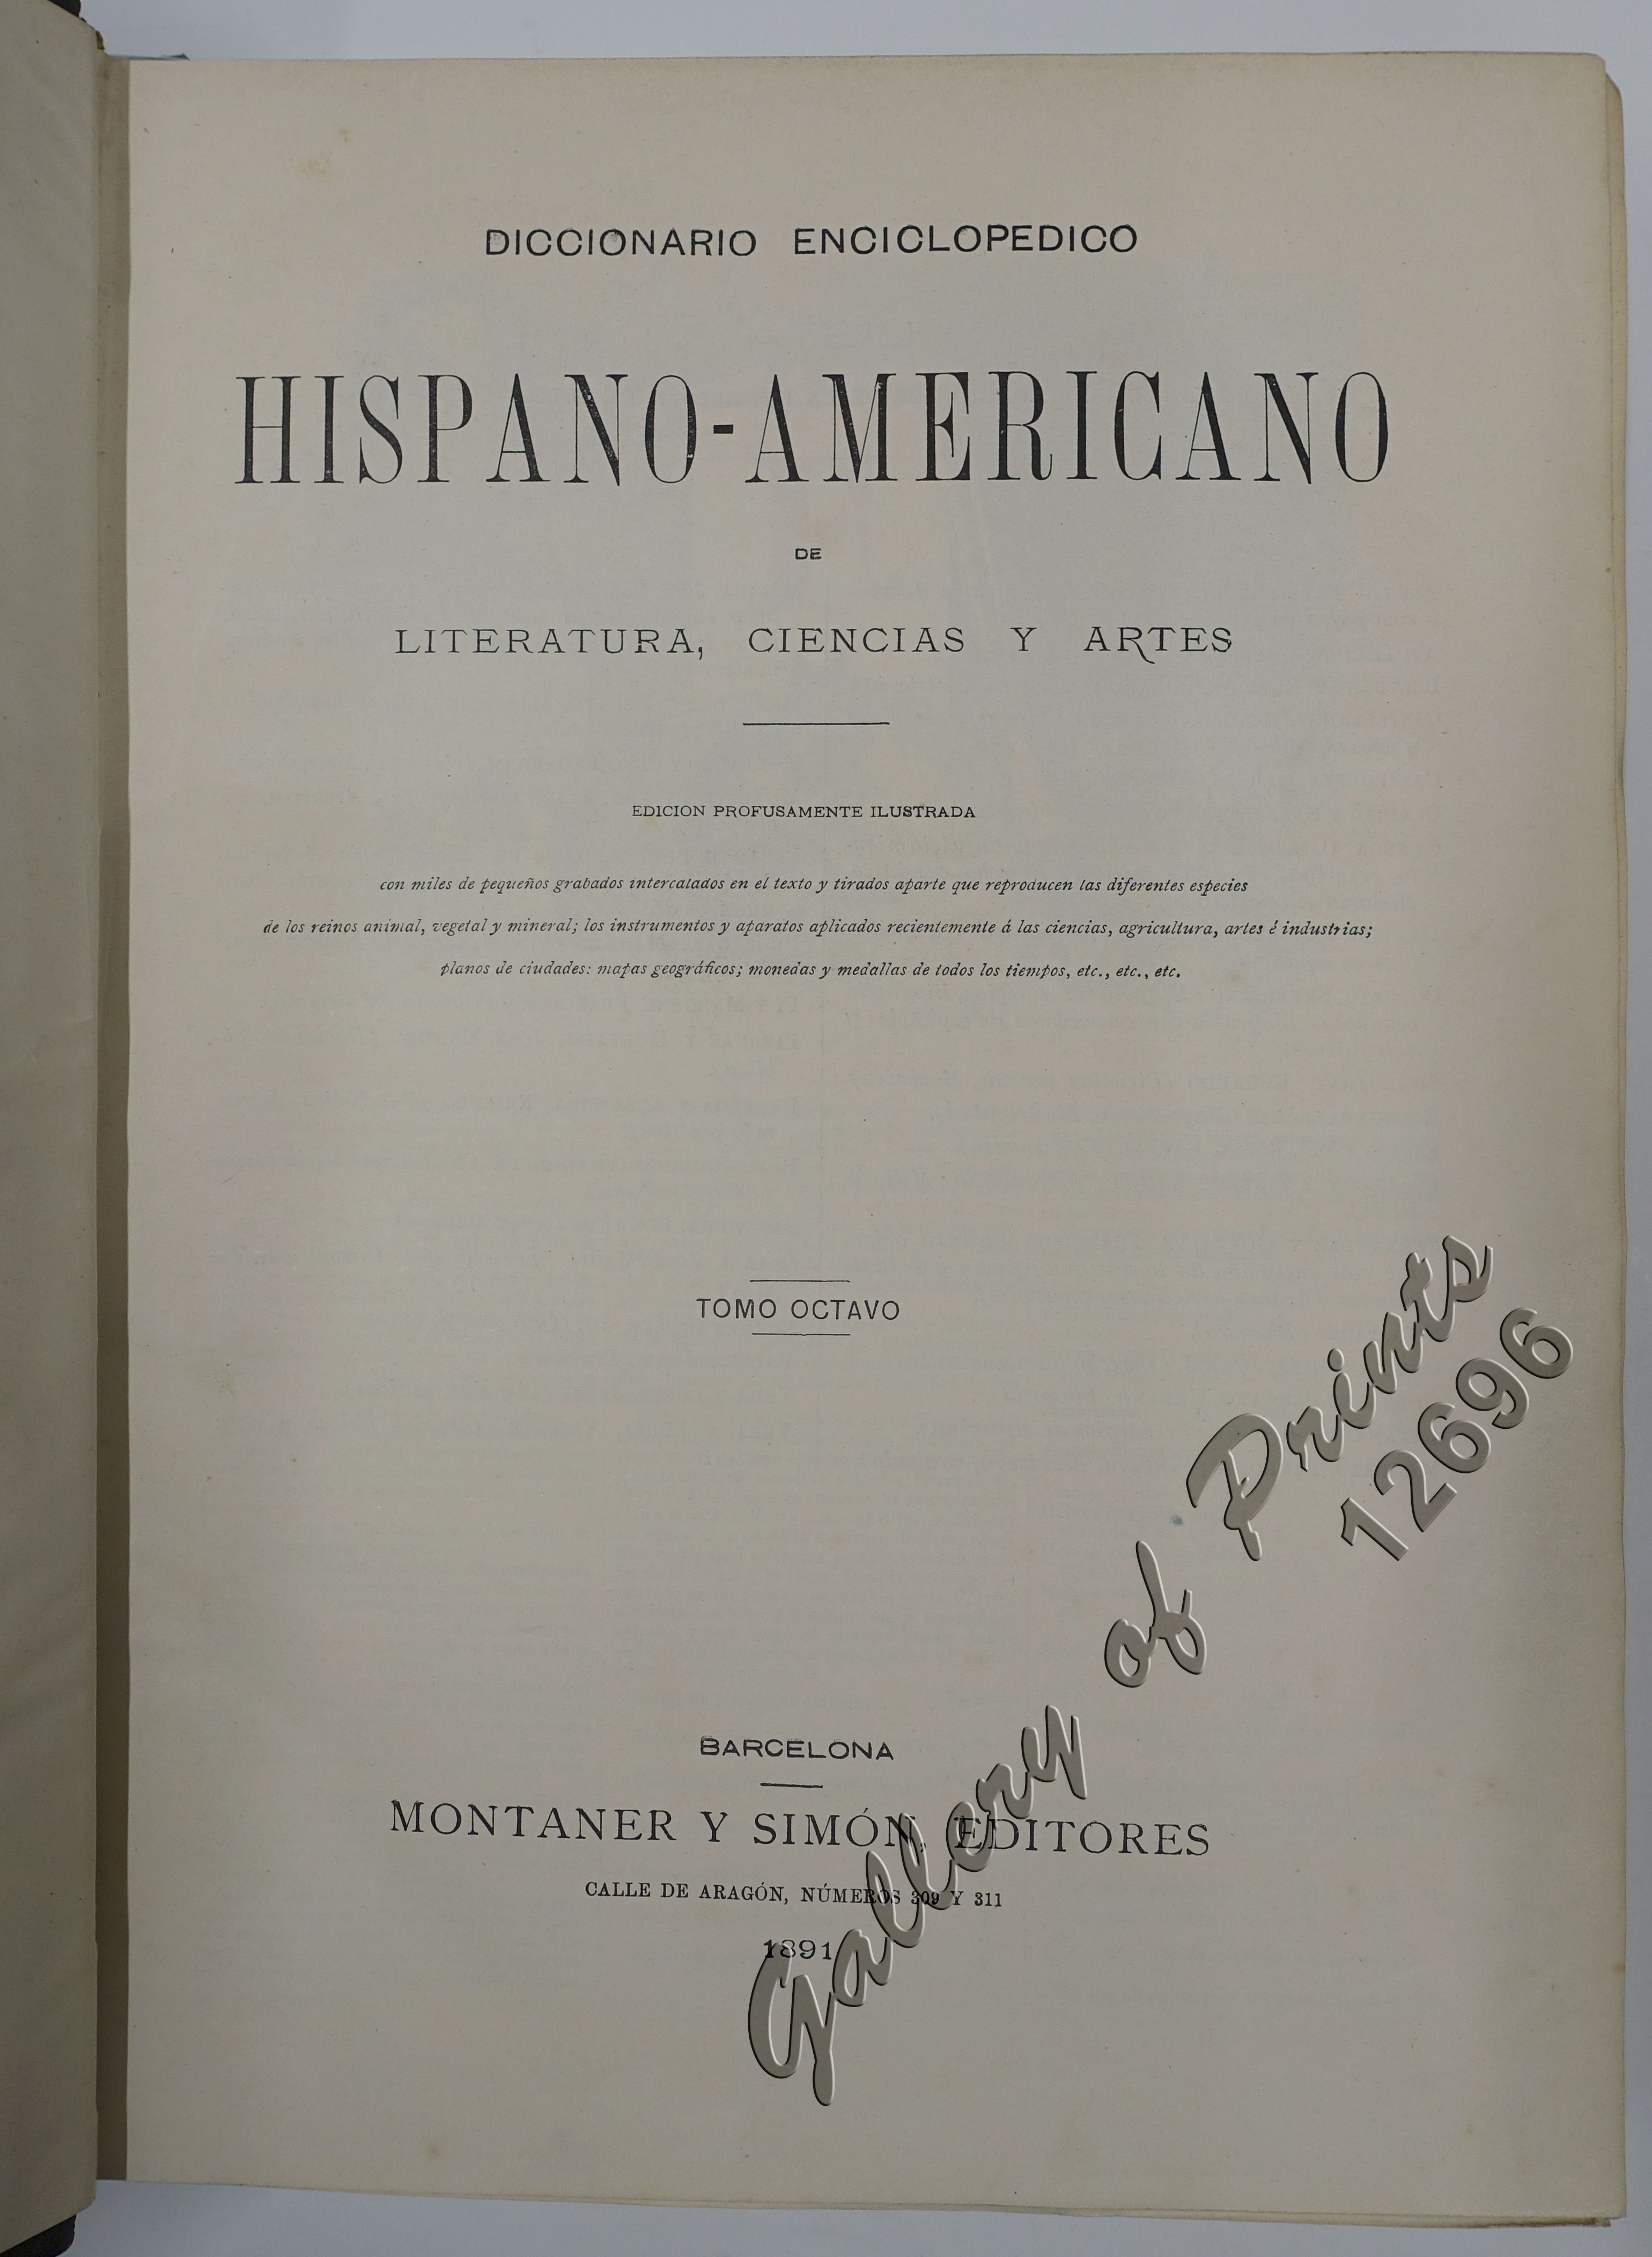 DICCIONARIO ENCICLOPEDICO
HISPANO-AMERICANO
DE
LITERATURA, CIENCIAS Y ARTES
EDICION PROFUSAMENTE ILUSTRADA
con miles de pequeños grabados intercalados en el texto y tirados aparte que reproducen las diferentes especies
de los reinos animal, vegetal y mineral; los instrumentos y aparatos aplicados recientemente á las ciencias, agricultura, artes é industrias;
planos de ciudades: mapas geográficos; monedas y medallas de todos los tiempos, etc., etc., etc.
TOMO OCTAVO
BARCELONA
MONTANER Y SIMÓN, EDITORES
CALLE DE ARAGÓN, NÚMEROS 309 Y 311
1891
Gallery of Prints
12696